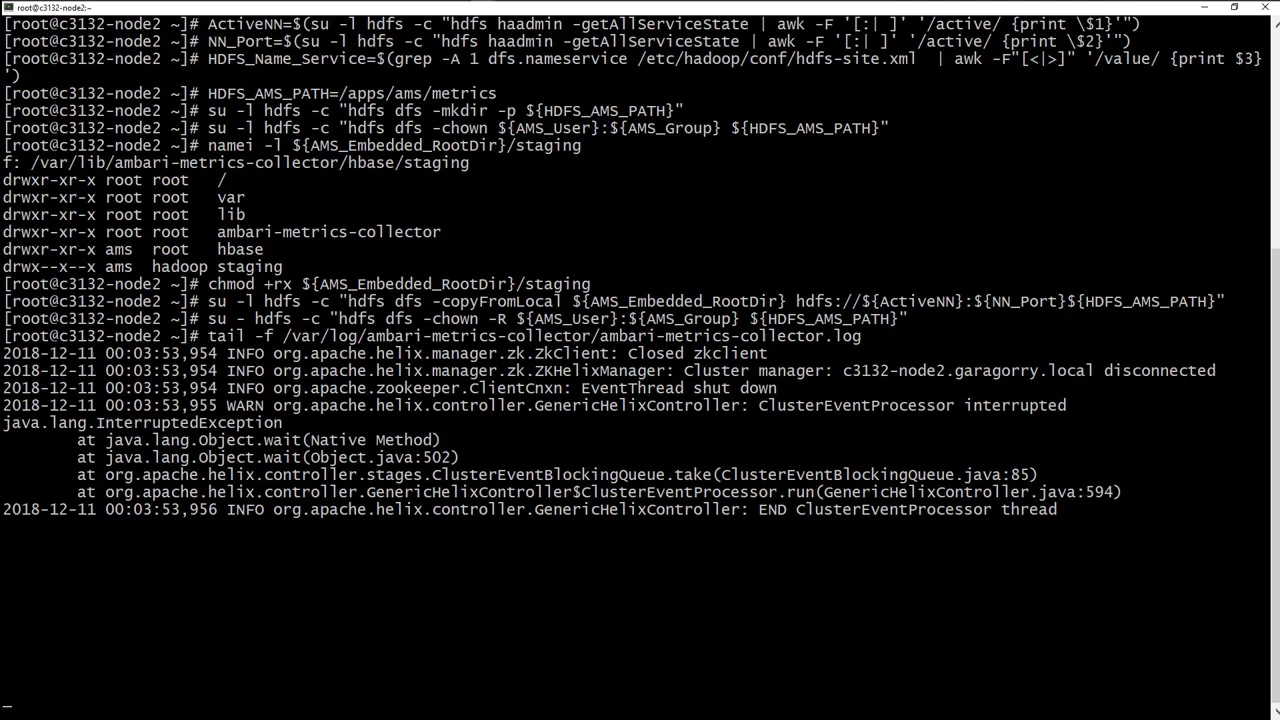 root@c3132-node2:~
[root@c3132-node2 ~]# ActiveNN=$(su -l hdfs -c "hdfs haadmin -getAllServiceState | awk -F '[:| ]' '/active/ {print \$1}'")
[root@c3132-node2 ~]# NN_Port=$(su -l hdfs -c "hdfs haadmin -getAllServiceState | awk -F '[:| ]' '/active/ {print \$2}'")
[root@c3132-node2 ~]# HDFS_Name_Service=$(grep -A 1 dfs.nameservice /etc/hadoop/conf/hdfs-site.xml  | awk -F"[<|>]" '/value/ {print $3}
')
[root@c3132-node2 ~]# HDFS_AMS_PATH=/apps/ams/metrics
[root@c3132-node2 ~]# su -l hdfs -c "hdfs dfs -mkdir -p ${HDFS_AMS_PATH}"
[root@c3132-node2 ~]# su -l hdfs -c "hdfs dfs -chown ${AMS_User}:${AMS_Group} ${HDFS_AMS_PATH}"
[root@c3132-node2 ~]# namei -l ${AMS_Embedded_RootDir}/staging
f: /var/lib/ambari-metrics-collector/hbase/staging
drwxr-xr-x root root   /
drwxr-xr-x root root   var
drwxr-xr-x root root   lib
drwxr-xr-x root root   ambari-metrics-collector
drwxr-xr-x ams  root   hbase
drwx--x--x ams  hadoop staging
[root@c3132-node2 ~]# chmod +rx ${AMS_Embedded_RootDir}/staging
[root@c3132-node2 ~]# su -l hdfs -c "hdfs dfs -copyFromLocal ${AMS_Embedded_RootDir} hdfs://${ActiveNN}:${NN_Port}${HDFS_AMS_PATH}"
[root@c3132-node2 ~]# su - hdfs -c "hdfs dfs -chown -R ${AMS_User}:${AMS_Group} ${HDFS_AMS_PATH}"
[root@c3132-node2 ~]# tail -f /var/log/ambari-metrics-collector/ambari-metrics-collector.log
2018-12-11 00:03:53,954 INFO org.apache.helix.manager.zk.ZkClient: Closed zkclient
2018-12-11 00:03:53,954 INFO org.apache.helix.manager.zk.ZKHelixManager: Cluster manager: c3132-node2.garagorry.local disconnected
2018-12-11 00:03:53,954 INFO org.apache.zookeeper.ClientCnxn: EventThread shut down
2018-12-11 00:03:53,955 WARN org.apache.helix.controller.GenericHelixController: ClusterEventProcessor interrupted
java.lang.InterruptedException
        at java.lang.Object.wait(Native Method)
        at java.lang.Object.wait(Object.java:502)
        at org.apache.helix.controller.stages.ClusterEventBlockingQueue.take(ClusterEventBlockingQueue.java:85)
        at org.apache.helix.controller.GenericHelixController$ClusterEventProcessor.run(GenericHelixController.java:594)
2018-12-11 00:03:53,956 INFO org.apache.helix.controller.GenericHelixController: END ClusterEventProcessor thread